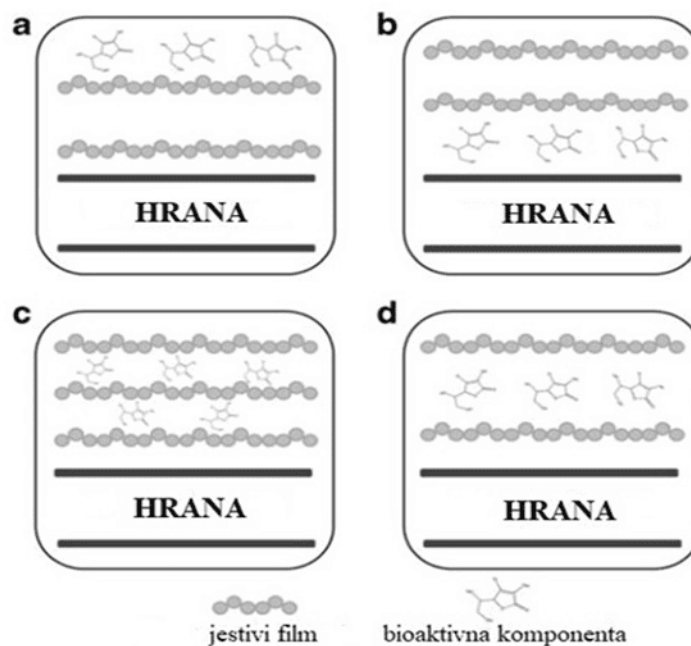 a
b
HRANA
HRANA
c
d
HRANA
HRANA
jestivi film
bioaktivna komponenta